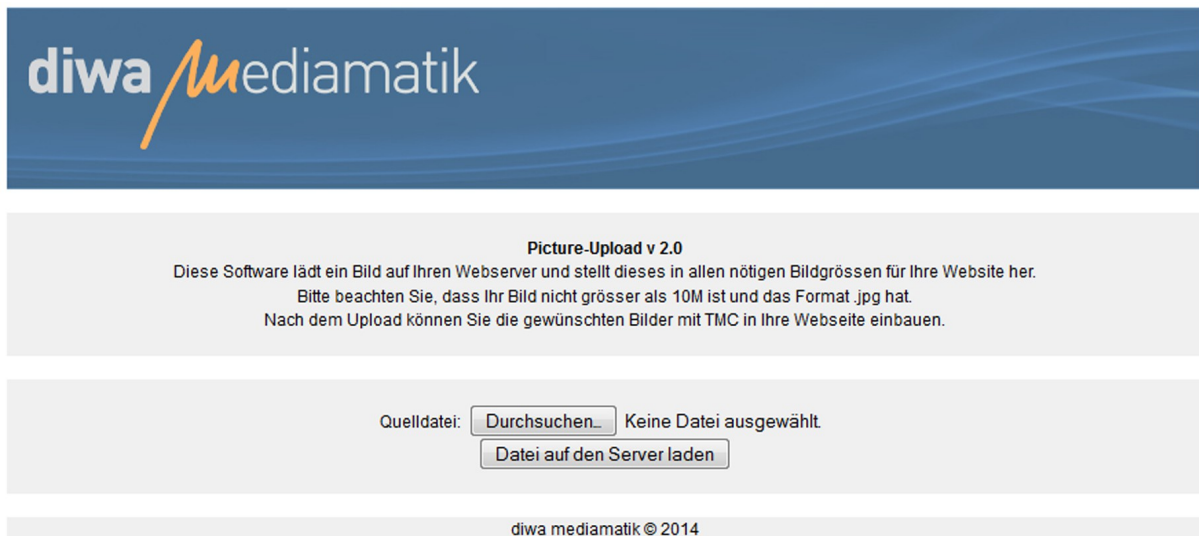 diwa Mediamatik
Picture-Upload v 2.0
Diese Software lädt ein Bild auf Ihren Webserver und stellt dieses in allen nötigen Bildgrössen für Ihre Website her.
Bitte beachten Sie, dass Ihr Bild nicht grösser als 10M ist und das Format .jpg hat.
Nach dem Upload können Sie die gewünschten Bilder mit TMC in Ihre Webseite einbauen.
Quelldatei: Durchsuchen… Keine Datei ausgewählt.
Datei auf den Server laden
diwa mediamatik © 2014